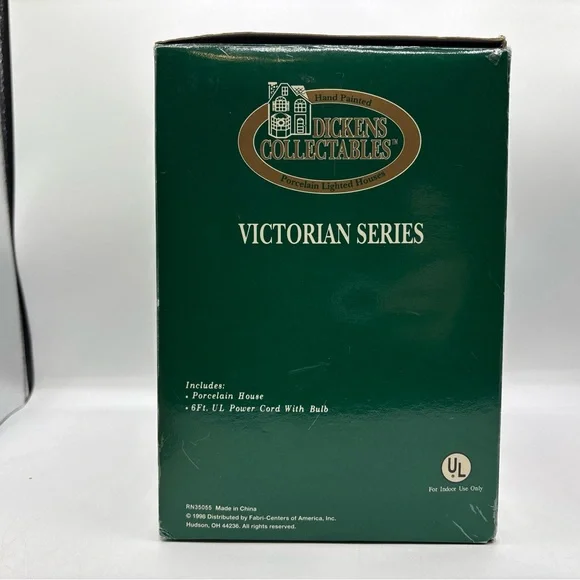 Hand Painted
DICKENS
COLLECTABLES™
Porcelain Lighted Houses
VICTORIAN SERIES
Includes:
• Porcelain House
• 6Ft. UL Power Cord With Bulb
UL
®
For Indoor Use Only
RN35055 Made in China
© 1996 Distributed by Fabri-Centers of America, Inc.
Hudson, OH 44236. All rights reserved.